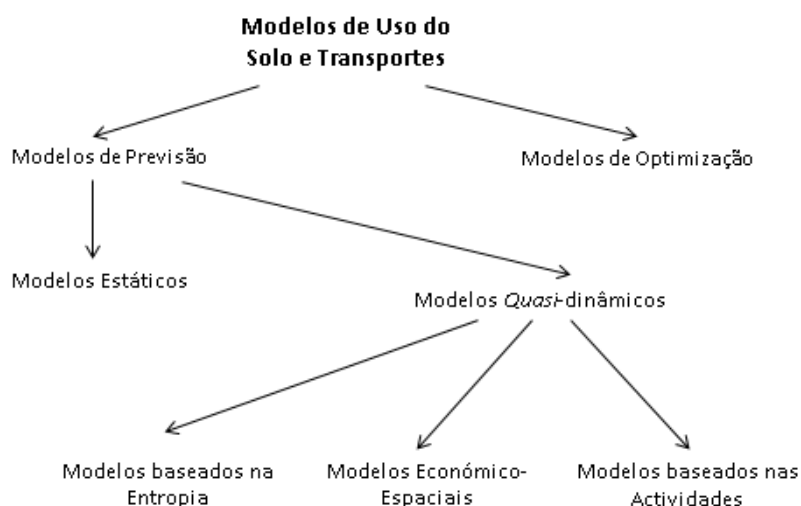 Modelos de Uso do
Solo e Transportes
Modelos de Previsão
Modelos de Optimização
Modelos Estáticos
Modelos Quasi-dinâmicos
Modelos baseados na
Entropia
Modelos Económico-
Espaciais
Modelos baseados nas
Actividades